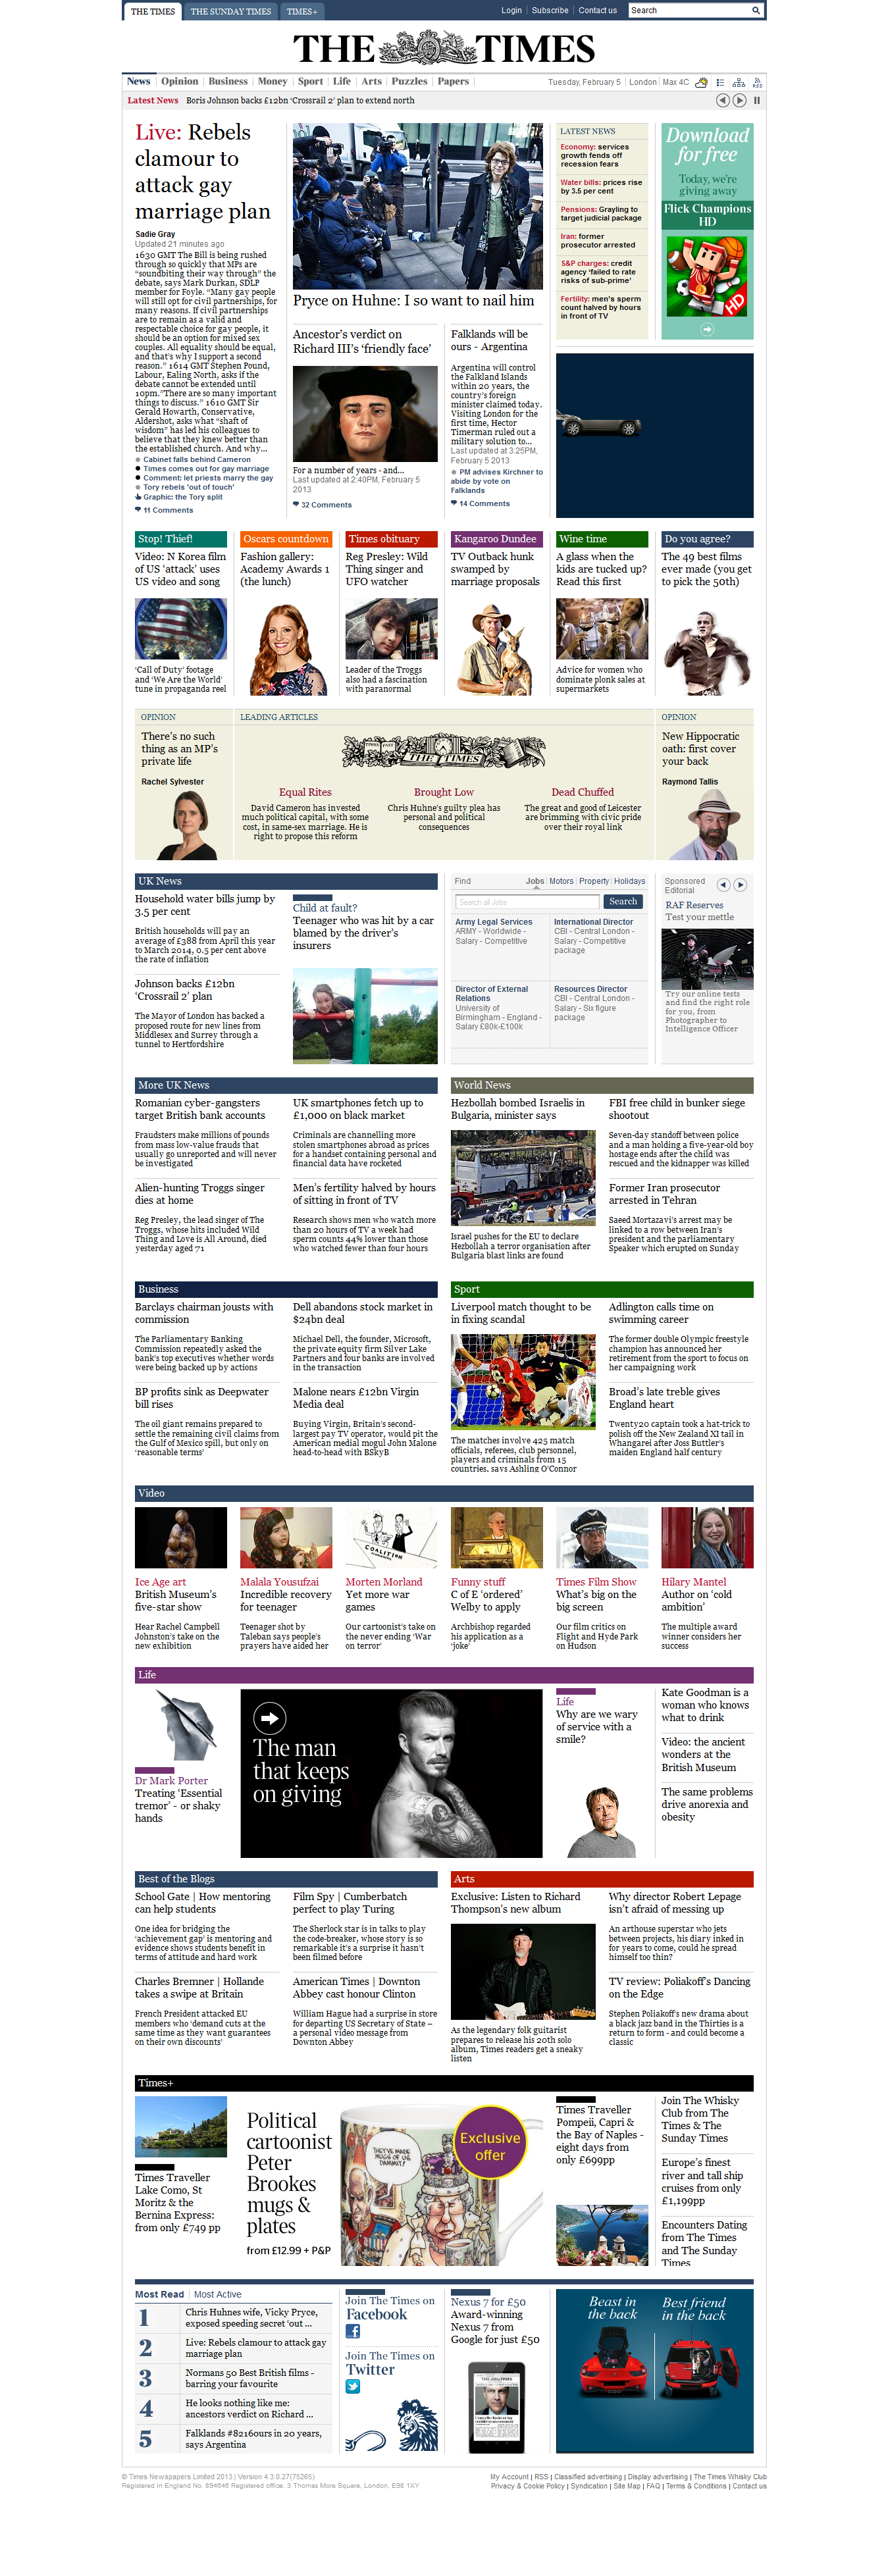 THE TIMES
THE SUNDAY TIMES
TIMES+
Login
Subscribe
Contact us
Search
THE TIMES
News
Opinion
Business
Money
Sport
Life
Arts
Puzzles
Papers
Tuesday, February 5
London
Max 4C
RSS
Latest News
Boris Johnson backs £12bn ‘Crossrail 2’ plan to extend north
Live: Rebels
clamour to
attack gay
marriage plan
Sadie Gray
Updated 21 minutes ago
1630 GMT The Bill is being rushed
through so quickly that MPs are
“soundbiting their way through” the
debate, says Mark Durkan, SDLP
member for Foyle. “Many gay people
will still opt for civil partnerships, for
many reasons. If civil partnerships
are to remain as a valid and
respectable choice for gay people, it
should be an option for mixed sex
couples. All equality should be equal,
and that’s why I support a second
reason.” 1614 GMT Stephen Pound,
Labour, Ealing North, asks if the
debate cannot be extended until
10pm.“There are so many important
things to discuss.” 1610 GMT Sir
Gerald Howarth, Conservative,
Aldershot, asks what “shaft of
wisdom” has led his colleagues to
believe that they knew better than
the established church. And why...
Cabinet falls behind Cameron
Times comes out for gay marriage
Comment: let priests marry the gay
Tory rebels 'out of touch'
Graphic: the Tory split
11 Comments
Pryce on Huhne: I so want to nail him
Ancestor’s verdict on
Richard III’s ‘friendly face’
For a number of years - and...
Last updated at 2:40PM, February 5
2013
32 Comments
Falklands will be
ours - Argentina
Argentina will control
the Falkland Islands
within 20 years, the
country’s foreign
minister claimed today.
Visiting London for the
first time, Hector
Timerman ruled out a
military solution to...
Last updated at 3:25PM,
February 5 2013
PM advises Kirchner to
abide by vote on
Falklands
14 Comments
LATEST NEWS
Economy: services
growth fends off
recession fears
Water bills: prices rise
by 3.5 per cent
Pensions: Grayling to
target judicial package
Iran: former
prosecutor arrested
S&P charges: credit
agency ‘failed to rate
risks of sub-prime’
Fertility: men’s sperm
count halved by hours
in front of TV
Download
for free
Today, we're
giving away
Flick Champions
HD
HD
Stop! Thief!
Video: N Korea film
of US ‘attack’ uses
US video and song
‘Call of Duty’ footage
and ‘We Are the World’
tune in propaganda reel
Oscars countdown
Fashion gallery:
Academy Awards 1
(the lunch)
Times obituary
Reg Presley: Wild
Thing singer and
UFO watcher
Leader of the Troggs
also had a fascination
with paranormal
Kangaroo Dundee
TV Outback hunk
swamped by
marriage proposals
Wine time
A glass when the
kids are tucked up?
Read this first
Advice for women who
dominate plonk sales at
supermarkets
Do you agree?
The 49 best films
ever made (you get
to pick the 50th)
OPINION
There’s no such
thing as an MP’s
private life
Rachel Sylvester
LEADING ARTICLES
THE TIMES
Equal Rites
David Cameron has invested
much political capital, with some
cost, in same-sex marriage. He is
right to propose this reform
Brought Low
Chris Huhne’s guilty plea has
personal and political
consequences
Dead Chuffed
The great and good of Leicester
are brimming with civic pride
over their royal link
OPINION
New Hippocratic
oath: first cover
your back
Raymond Tallis
UK News
Household water bills jump by
3.5 per cent
British households will pay an
average of £388 from April this year
to March 2014, 0.5 per cent above
the rate of inflation
Johnson backs £12bn
‘Crossrail 2’ plan
The Mayor of London has backed a
proposed route for new lines from
Middlesex and Surrey through a
tunnel to Hertfordshire
Child at fault?
Teenager who was hit by a car
blamed by the driver’s
insurers
Find
Jobs
Motors
Property
Holidays
Search all Jobs
Search
Army Legal Services
ARMY - Worldwide -
Salary - Competitive
International Director
CBI - Central London -
Salary - Competitive
package
Director of External
Relations
University of
Birmingham - England -
Salary £80k-£100k
Resources Director
CBI - Central London -
Salary - Six figure
package
Sponsored
Editorial
RAF Reserves
Test your mettle
Try our online tests
and find the right role
for you, from
Photographer to
Intelligence Officer
More UK News
Romanian cyber-gangsters
target British bank accounts
Fraudsters make millions of pounds
from mass low-value frauds that
usually go unreported and will never
be investigated
Alien-hunting Troggs singer
dies at home
Reg Presley, the lead singer of The
Troggs, whose hits included Wild
Thing and Love is All Around, died
yesterday aged 71
UK smartphones fetch up to
£1,000 on black market
Criminals are channelling more
stolen smartphones abroad as prices
for a handset containing personal and
financial data have rocketed
Men’s fertility halved by hours
of sitting in front of TV
Research shows men who watch more
than 20 hours of TV a week had
sperm counts 44% lower than those
who watched fewer than four hours
World News
Hezbollah bombed Israelis in
Bulgaria, minister says
Israel pushes for the EU to declare
Hezbollah a terror organisation after
Bulgaria blast links are found
FBI free child in bunker siege
shootout
Seven-day standoff between police
and a man holding a five-year-old boy
hostage ends after the child was
rescued and the kidnapper was killed
Former Iran prosecutor
arrested in Tehran
Saeed Mortazavi’s arrest may be
linked to a row between Iran’s
president and the parliamentary
Speaker which erupted on Sunday
Business
Barclays chairman jousts with
commission
The Parliamentary Banking
Commission repeatedly asked the
bank’s top executives whether words
were being backed up by actions
BP profits sink as Deepwater
bill rises
The oil giant remains prepared to
settle the remaining civil claims from
the Gulf of Mexico spill, but only on
‘reasonable terms’
Dell abandons stock market in
$24bn deal
Michael Dell, the founder, Microsoft,
the private equity firm Silver Lake
Partners and four banks are involved
in the transaction
Malone nears £12bn Virgin
Media deal
Buying Virgin, Britain’s second-
largest pay TV operator, would pit the
American medial mogul John Malone
head-to-head with BSkyB
Sport
Liverpool match thought to be
in fixing scandal
The matches involve 425 match
officials, referees, club personnel,
players and criminals from 15
countries, says Ashling O’Connor
Adlington calls time on
swimming career
The former double Olympic freestyle
champion has announced her
retirement from the sport to focus on
her campaigning work
Broad’s late treble gives
England heart
Twenty20 captain took a hat-trick to
polish off the New Zealand XI tail in
Whangarei after Joss Buttler’s
maiden England half century
Video
Ice Age art
British Museum’s
five-star show
Hear Rachel Campbell
Johnston’s take on the
new exhibition
Malala Yousufzai
Incredible recovery
for teenager
Teenager shot by
Taleban says people’s
prayers have aided her
COALITION
Morten Morland
Yet more war
games
Our cartoonist’s take on
the never ending ‘War
on terror’
Funny stuff
C of E ‘ordered’
Welby to apply
Archbishop regarded
his application as a
‘joke’
Times Film Show
What’s big on the
big screen
Our film critics on
Flight and Hyde Park
on Hudson
Hilary Mantel
Author on ‘cold
ambition’
The multiple award
winner considers her
success
Life
Dr Mark Porter
Treating ‘Essential
tremor’ - or shaky
hands
The man
that keeps
on giving
Life
Why are we wary
of service with a
smile?
Kate Goodman is a
woman who knows
what to drink
Video: the ancient
wonders at the
British Museum
The same problems
drive anorexia and
obesity
Best of the Blogs
School Gate | How mentoring
can help students
One idea for bridging the
‘achievement gap’ is mentoring and
evidence shows students benefit in
terms of attitude and hard work
Charles Bremner | Hollande
takes a swipe at Britain
French President attacked EU
members who ‘demand cuts at the
same time as they want guarantees
on their own discounts’
Film Spy | Cumberbatch
perfect to play Turing
The Sherlock star is in talks to play
the code-breaker, whose story is so
remarkable it’s a surprise it hasn’t
been filmed before
American Times | Downton
Abbey cast honour Clinton
William Hague had a surprise in store
for departing US Secretary of State –
a personal video message from
Downton Abbey
Arts
Exclusive: Listen to Richard
Thompson’s new album
As the legendary folk guitarist
prepares to release his 20th solo
album, Times readers get a sneaky
listen
Why director Robert Lepage
isn’t afraid of messing up
An arthouse superstar who jets
between projects, his diary inked in
for years to come, could he spread
himself too thin?
TV review: Poliakoff’s Dancing
on the Edge
Stephen Poliakoff’s new drama about
a black jazz band in the Thirties is a
return to form - and could become a
classic
Times+
Times Traveller
Lake Como, St
Moritz & the
Bernina Express:
from only £749 pp
Political
cartoonist
Peter
Brookes
mugs &
plates
from £12.99 + P&P
THEY'VE MADE
MUGS OF US,
DAMMIT!
Exclusive
offer
Times Traveller
Pompeii, Capri &
the Bay of Naples -
eight days from
only £699pp
Join The Whisky
Club from The
Times & The
Sunday Times
Europe’s finest
river and tall ship
cruises from only
£1,199pp
Encounters Dating
from The Times
and The Sunday
Times
Most Read
Most Active
1
Chris Huhnes wife, Vicky Pryce,
exposed speeding secret ‘out ...
2
Live: Rebels clamour to attack gay
marriage plan
3
Normans 50 Best British films -
barring your favourite
4
He looks nothing like me:
ancestors verdict on Richard ...
5
Falklands #8216ours in 20 years,
says Argentina
Join The Times on
Facebook
Join The Times on
Twitter
Nexus 7 for £50
Award-winning
Nexus 7 from
Google for just £50
Beast in
the back
Best friend
in the back
© Times Newspapers Limited 2013 | Version 4.3.0.27(75265)
Registered in England No. 894646 Registered office: 3 Thomas More Square, London, E98 1XY
My Account | RSS | Classified advertising | Display advertising | The Times Whisky Club
Privacy & Cookie Policy | Syndication | Site Map | FAQ | Terms & Conditions | Contact us